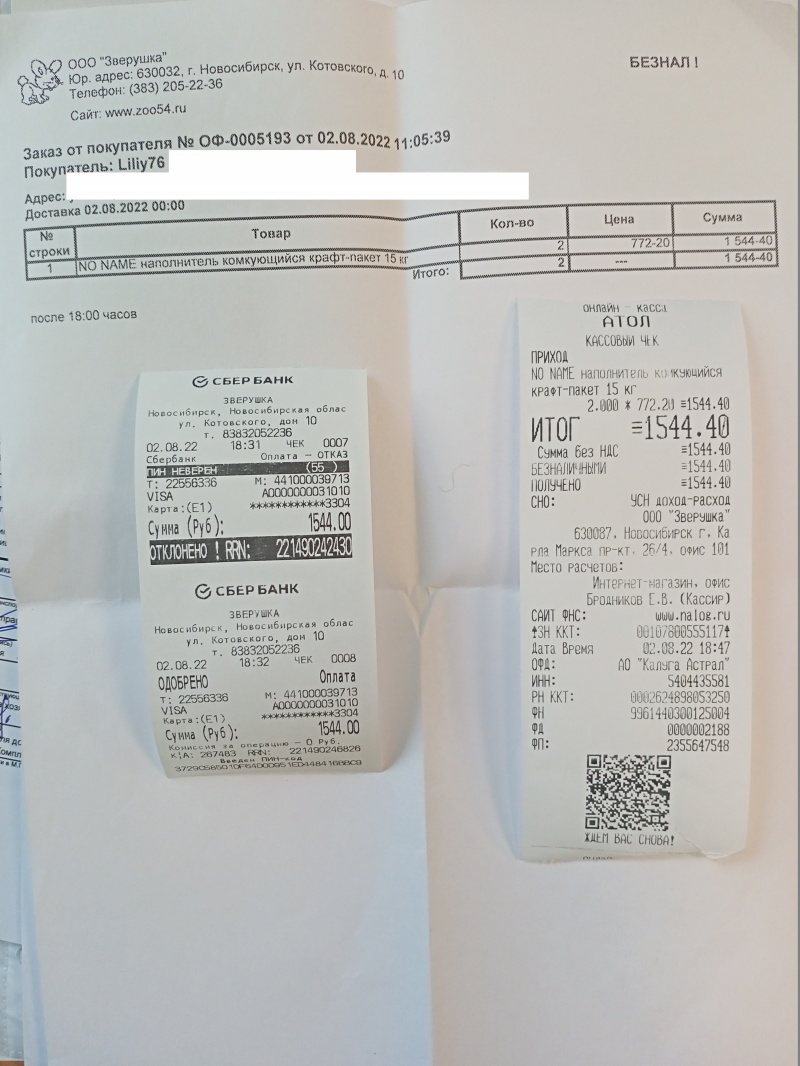 ООО "Зверушка"
Юр. адрес: 630032, г. Новосибирск, ул. Котовского, д. 10
Телефон: (383) 205-22-36
Сайт: www.zoo54.ru
БЕЗНАЛ !
Заказ от покупателя № ОФ-0005193 от 02.08.2022 11:05:39
Покупатель: Liliy76
Адрес:
Доставка 02.08.2022 00:00
№ строки Товар Кол-во Цена Сумма
1 NO NAME наполнитель комкующийся крафт-пакет 15 кг 2 772-20 1 544-40
Итого: 2 --- 1 544-40
после 18:00 часов
СБЕРБАНК
ЗВЕРУШКА
Новосибирск, Новосибирская облас
ул. Котовского, дом 10
т. 83832052236
02.08.22 18:31 ЧЕК 0007
Сбербанк Оплата – ОТКАЗ
ПИН НЕВЕРЕН (55 )
Т: 22556336 М: 441000039713
VISA A0000000031010
Карта:(E1) ************3304
Сумма (Руб): 1544.00
ОТКЛОНЕНО ! RRN: 221490242430
СБЕРБАНК
ЗВЕРУШКА
Новосибирск, Новосибирская облас
ул. Котовского, дом 10
т. 83832052236
02.08.22 18:32 ЧЕК 0008
ОДОБРЕНО Оплата
Т: 22556336 М: 441000039713
VISA A0000000031010
Карта:(E1) ************3304
Сумма (Руб): 1544.00
Комиссия за операцию – 0 Руб.
К/А: 267483 RRN: 221490246826
Введен ПИН-код
онлайн - касса
АТОЛ
КАССОВЫЙ ЧЕК
ПРИХОД
NO NAME наполнитель комкующийся
крафт-пакет 15 кг
2.000 * 772.20 ≡1544.40
ИТОГ ≡1544.40
Сумма без НДС ≡1544.40
БЕЗНАЛИЧНЫМИ ≡1544.40
ПОЛУЧЕНО ≡1544.40
СНО: УСН доход-расход
ООО "Зверушка"
630087, Новосибирск г, Ка
рла Маркса пр-кт, 26/4, офис 101
Место расчетов:
Интернет-магазин, офис
Бродников Е.В. (Кассир)
САЙТ ФНС: www.nalog.ru
ЗН ККТ: 00107800555117
Дата Время 02.08.22 18:47
ОФД: АО "Калуга Астрал"
ИНН: 5404435581
РН ККТ: 0002624898053250
ФН 9961440300125004
ФД 0000002188
ФП: 2355647548
ЖДЕМ ВАС СНОВА!